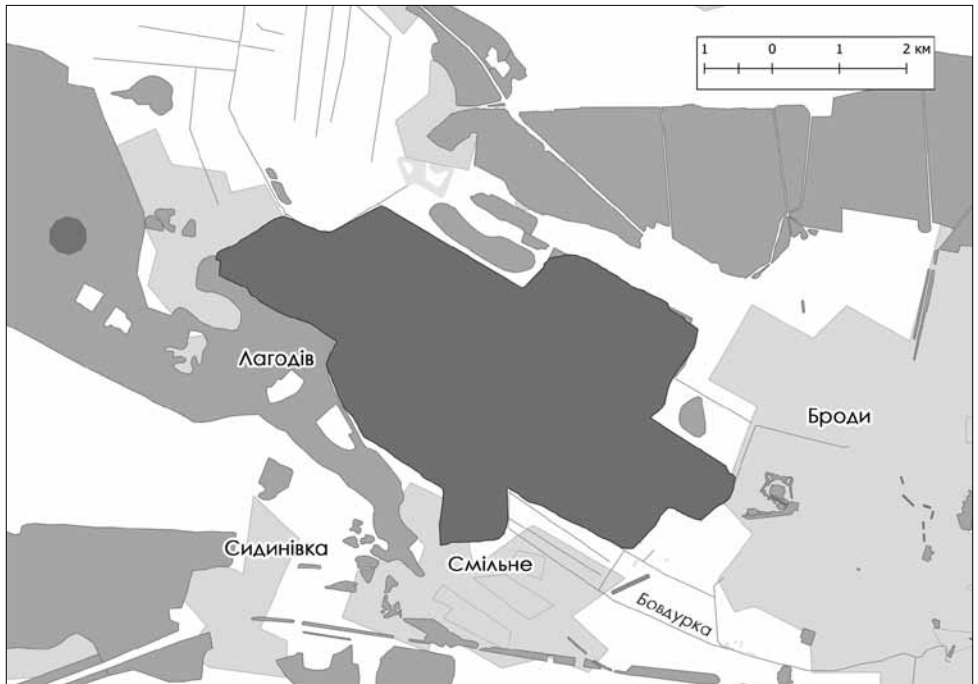 1 0 1 2 км
Лагодів
Броди
Сидинівка
Смільне
Бовдурка